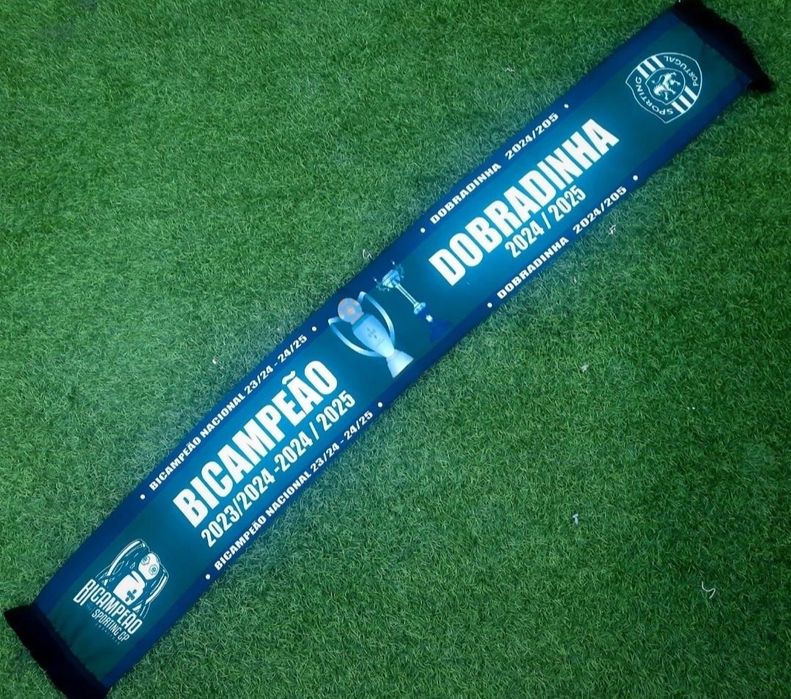 SPORTING
PORTUGAL
• DOBRADINHA 2024/205 •
DOBRADINHA
2024 / 2025
• DOBRADINHA 2024/205 •
• BICAMPEÃO NACIONAL 23/24 - 24/25 •
BICAMPEÃO
2023/2024 - 2024 / 2025
• BICAMPEÃO NACIONAL 23/24 - 24/25 •
BICAMPEÃO
SPORTING CP